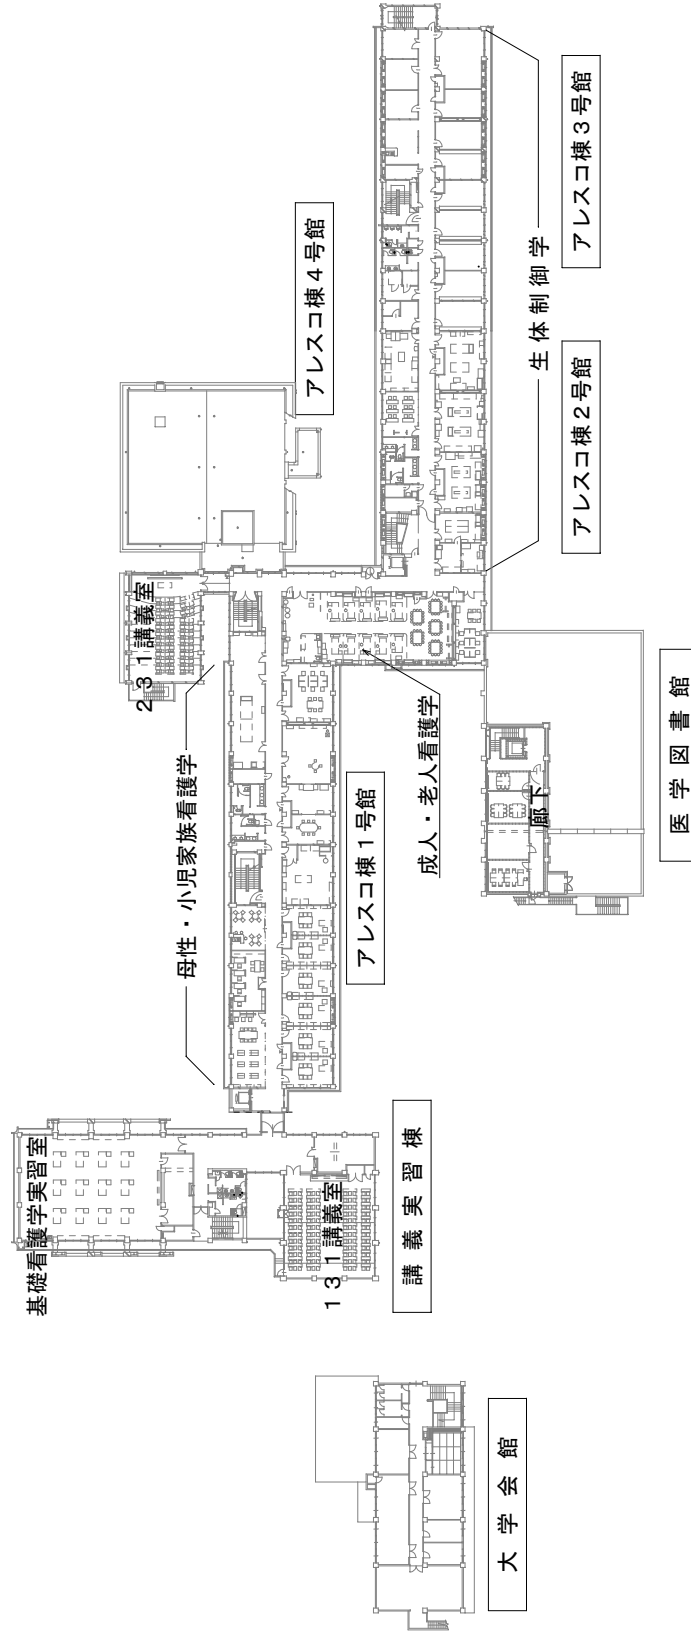 基礎看護学実習室
131講義室
講義実習棟
大学会館
231講義室
母性・小児家族看護学
アレスコ棟1号館
成人・老人看護学
アレスコ棟4号館
廊下
医学図書館
生体制御学
アレスコ棟2号館
アレスコ棟3号館